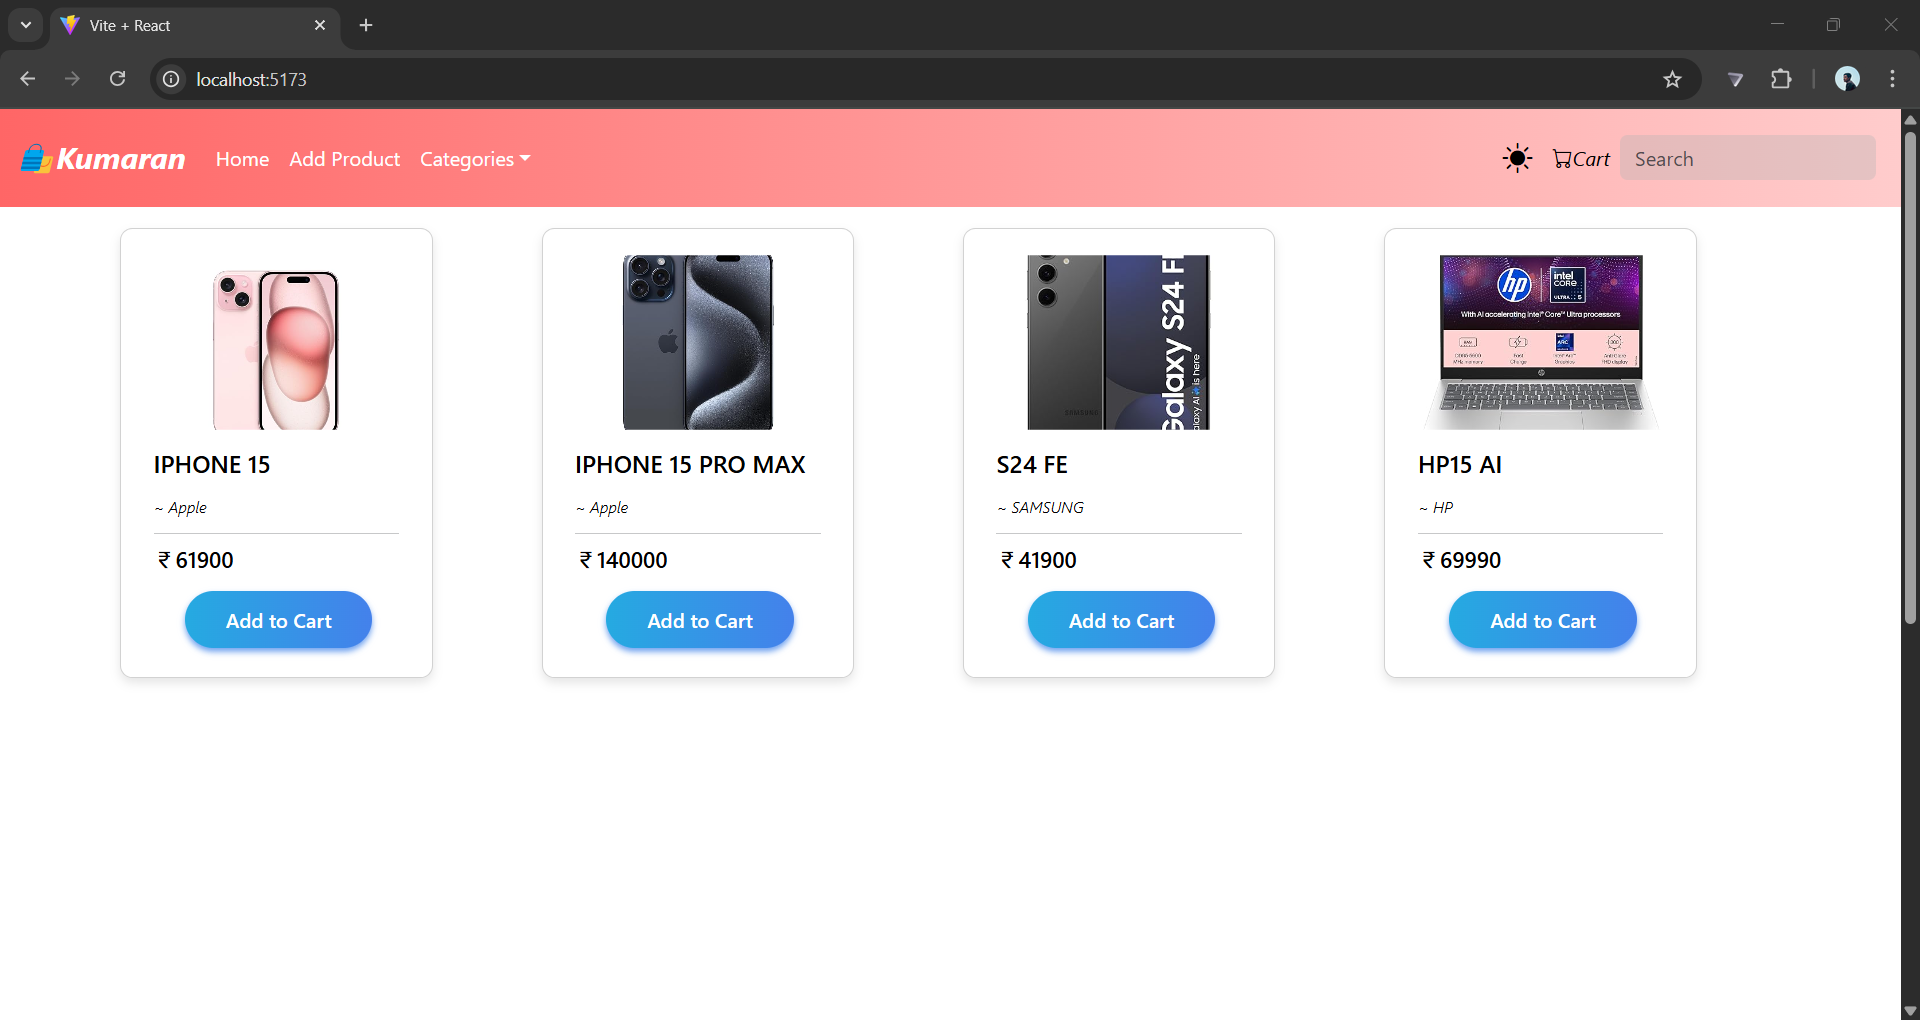 Vite + React
localhost:5173
Kumaran Home Add Product Categories Cart Search
Galaxy S24 FE
Galaxy AI is here
SAMSUNG
hp intel CORE ULTRA 5
With AI accelerating Intel® Core™ Ultra processors
Fast Charge
IPHONE 15 IPHONE 15 PRO MAX S24 FE HP15 AI
~ Apple ~ Apple ~ SAMSUNG ~ HP
₹ 61900 ₹ 140000 ₹ 41900 ₹ 69990
Add to Cart Add to Cart Add to Cart Add to Cart